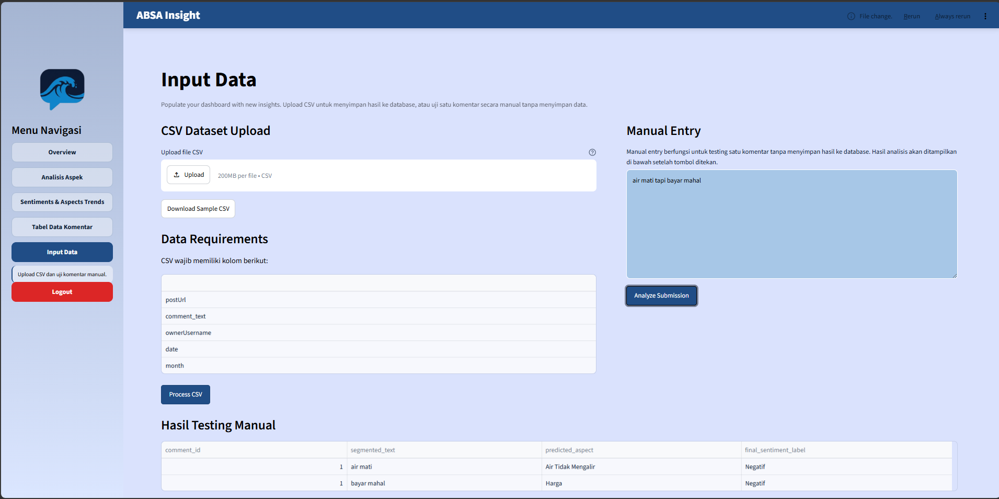 ABSA Insight
File change.
Rerun
Always rerun
Menu Navigasi
Overview
Analisis Aspek
Sentiments & Aspects Trends
Tabel Data Komentar
Input Data
Upload CSV dan uji komentar manual.
Logout
Input Data
Populate your dashboard with new insights. Upload CSV untuk menyimpan hasil ke database, atau uji satu komentar secara manual tanpa menyimpan data.
CSV Dataset Upload
Upload file CSV
Upload
200MB per file • CSV
Download Sample CSV
Data Requirements
CSV wajib memiliki kolom berikut:
postUrl
comment_text
ownerUsername
date
month
Process CSV
Manual Entry
Manual entry berfungsi untuk testing satu komentar tanpa menyimpan hasil ke database. Hasil analisis akan ditampilkan
di bawah setelah tombol ditekan.
air mati tapi bayar mahal
Analyze Submission
Hasil Testing Manual
comment_id segmented_text predicted_aspect final_sentiment_label
1 air mati Air Tidak Mengalir Negatif
1 bayar mahal Harga Negatif